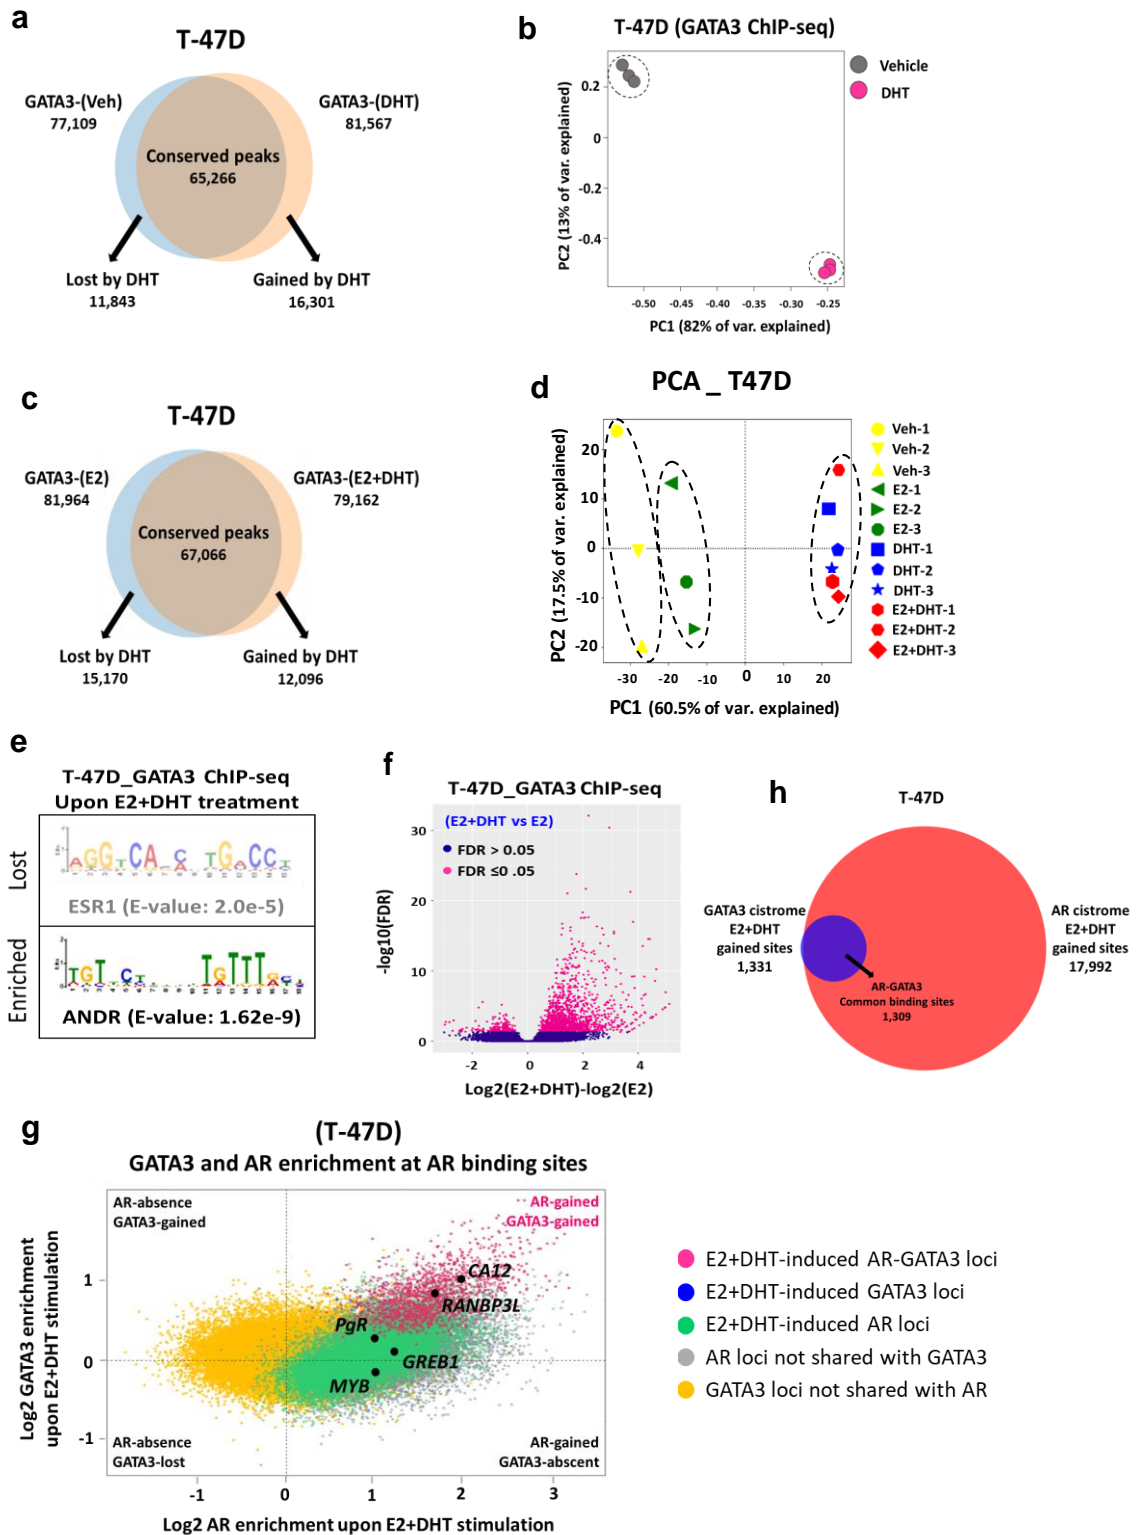 a
T-47D
GATA3-(Veh)
77,109
GATA3-(DHT)
81,567
Conserved peaks
65,266
Lost by DHT
11,843
Gained by DHT
16,301
b
T-47D (GATA3 ChIP-seq)
PC2 (13% of var. explained)
0.2
0
-0.2
-0.4
-0.50 -0.45 -0.40 -0.35 -0.30 -0.25
PC1 (82% of var. explained)
Vehicle
DHT
c
T-47D
GATA3-(E2)
81,964
GATA3-(E2+DHT)
79,162
Conserved peaks
67,066
Lost by DHT
15,170
Gained by DHT
12,096
d
PCA _ T47D
PC2 (17.5% of var. explained)
20
10
0
-10
-20
-30 -20 -10 0 10 20
PC1 (60.5% of var. explained)
Veh-1
Veh-2
Veh-3
E2-1
E2-2
E2-3
DHT-1
DHT-2
DHT-3
E2+DHT-1
E2+DHT-2
E2+DHT-3
e
T-47D_GATA3 ChIP-seq
Upon E2+DHT treatment
Lost
ESR1 (E-value: 2.0e-5)
Enriched
ANDR (E-value: 1.62e-9)
f
T-47D_GATA3 ChIP-seq
(E2+DHT vs E2)
FDR > 0.05
FDR ≤0 .05
-log10(FDR)
30
20
10
0
-2 0 2 4
Log2(E2+DHT)-log2(E2)
h
T-47D
GATA3 cistrome
E2+DHT
gained sites
1,331
AR cistrome
E2+DHT
gained sites
17,992
AR-GATA3
Common binding sites
1,309
g
(T-47D)
GATA3 and AR enrichment at AR binding sites
Log2 GATA3 enrichment
upon E2+DHT stimulation
AR-absence
GATA3-gained
AR-gained
GATA3-gained
CA12
RANBP3L
PgR
GREB1
MYB
AR-absence
GATA3-lost
AR-gained
GATA3-abscent
1
0
-1
-1 0 1 2 3
Log2 AR enrichment upon E2+DHT stimulation
E2+DHT-induced AR-GATA3 loci
E2+DHT-induced GATA3 loci
E2+DHT-induced AR loci
AR loci not shared with GATA3
GATA3 loci not shared with AR